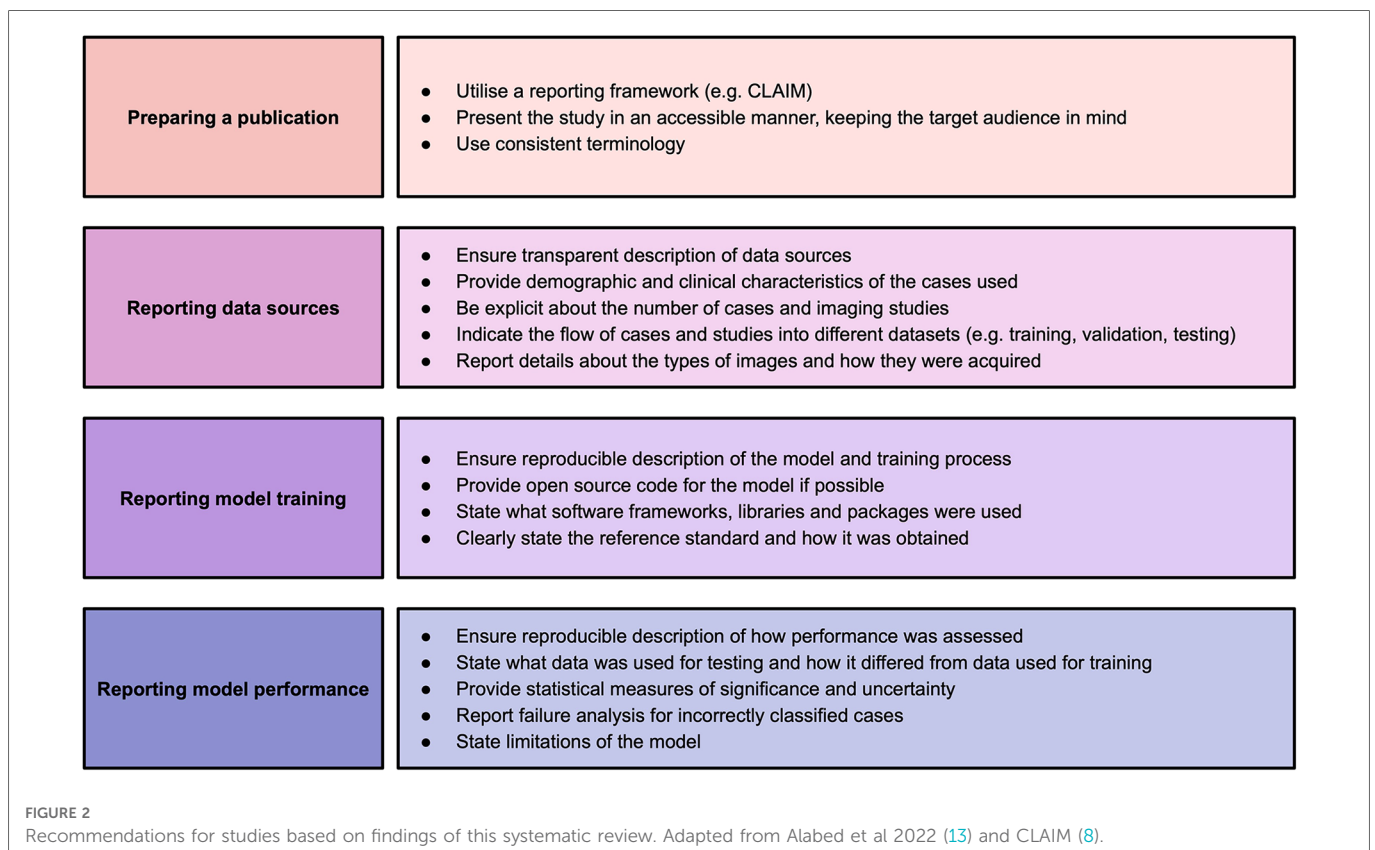 Preparing a publication
● Utilise a reporting framework (e.g. CLAIM)
● Present the study in an accessible manner, keeping the target audience in mind
● Use consistent terminology
Reporting data sources
● Ensure transparent description of data sources
● Provide demographic and clinical characteristics of the cases used
● Be explicit about the number of cases and imaging studies
● Indicate the flow of cases and studies into different datasets (e.g. training, validation, testing)
● Report details about the types of images and how they were acquired
Reporting model training
● Ensure reproducible description of the model and training process
● Provide open source code for the model if possible
● State what software frameworks, libraries and packages were used
● Clearly state the reference standard and how it was obtained
Reporting model performance
● Ensure reproducible description of how performance was assessed
● State what data was used for testing and how it differed from data used for training
● Provide statistical measures of significance and uncertainty
● Report failure analysis for incorrectly classified cases
● State limitations of the model
FIGURE 2
Recommendations for studies based on findings of this systematic review. Adapted from Alabed et al 2022 (13) and CLAIM (8).